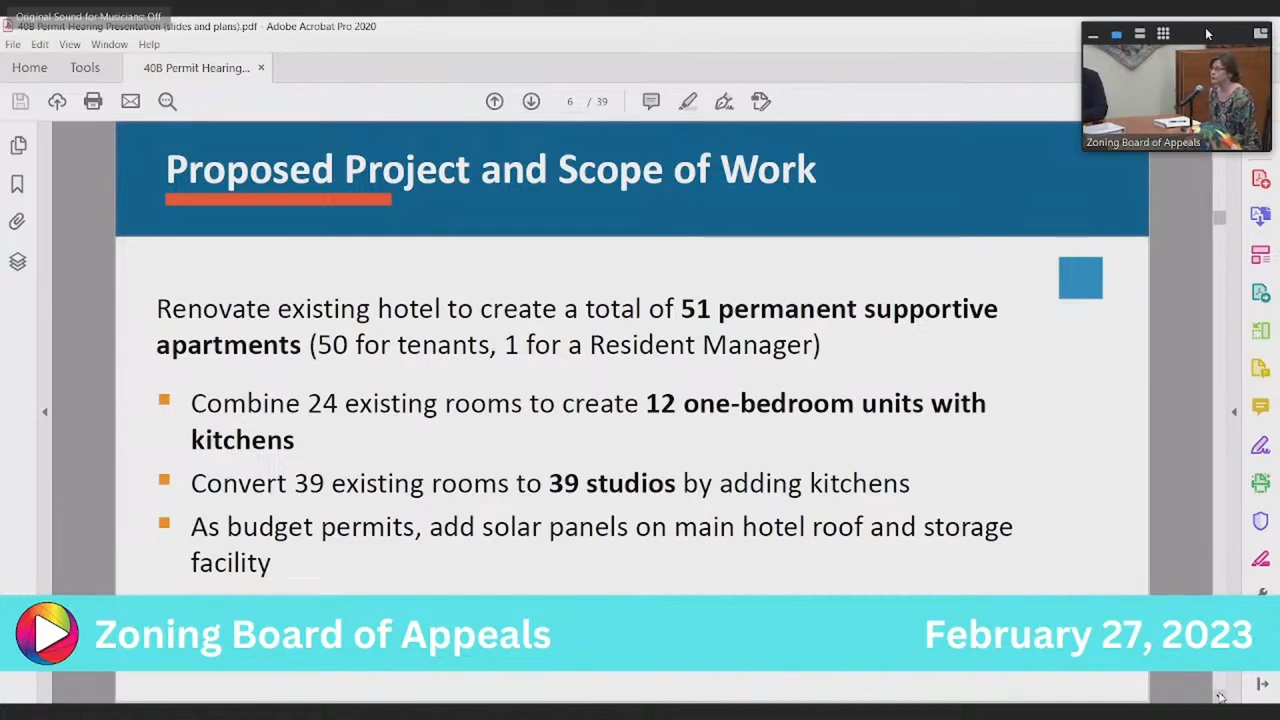 Original Sound for Musicians: Off
40B Permit Hearing Presentation (slides and plans).pdf - Adobe Acrobat Pro 2020
File Edit View Window Help
Home Tools 40B Permit Hearing... ×
6 / 39
Zoning Board of Appeals
Proposed Project and Scope of Work
Renovate existing hotel to create a total of 51 permanent supportive
apartments (50 for tenants, 1 for a Resident Manager)
Combine 24 existing rooms to create 12 one-bedroom units with
kitchens
Convert 39 existing rooms to 39 studios by adding kitchens
As budget permits, add solar panels on main hotel roof and storage
facility
Zoning Board of Appeals February 27, 2023